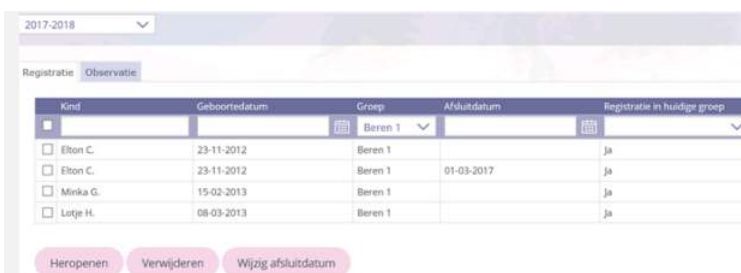 2017-2018
Registratie Observatie
Kind Geboortedatum Groep Afsluitdatum Registratie in huidige groep
Beren 1
Elton C. 23-11-2012 Beren 1 Ja
Elton C. 23-11-2012 Beren 1 01-03-2017 Ja
Minka G. 15-02-2013 Beren 1 Ja
Lotje H. 08-03-2013 Beren 1 Ja
Heropenen Verwijderen Wijzig afsluitdatum